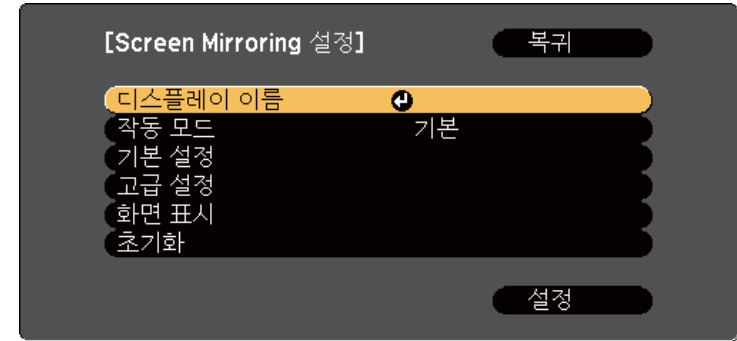 [Screen Mirroring 설정] 복귀
디스플레이 이름
작동 모드 기본
기본 설정
고급 설정
화면 표시
초기화
설정